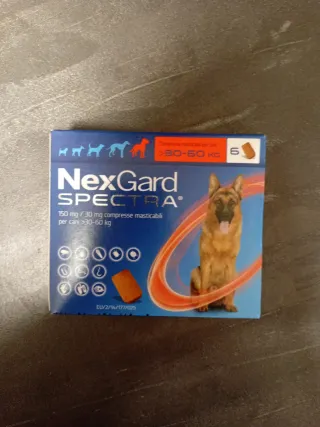 >30-60 kg 6
NexGard
SPECTRA®
150 mg / 30 mg compresse masticabili
per cani >30-60 kg